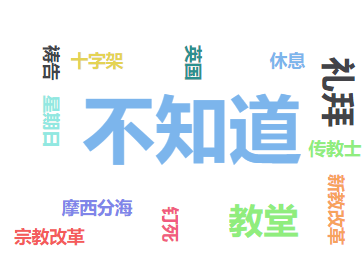 祷告
十字架
英国
休息
礼拜
星期日
不知道
传教士
新教改革
摩西分海
钉死
教堂
宗教改革